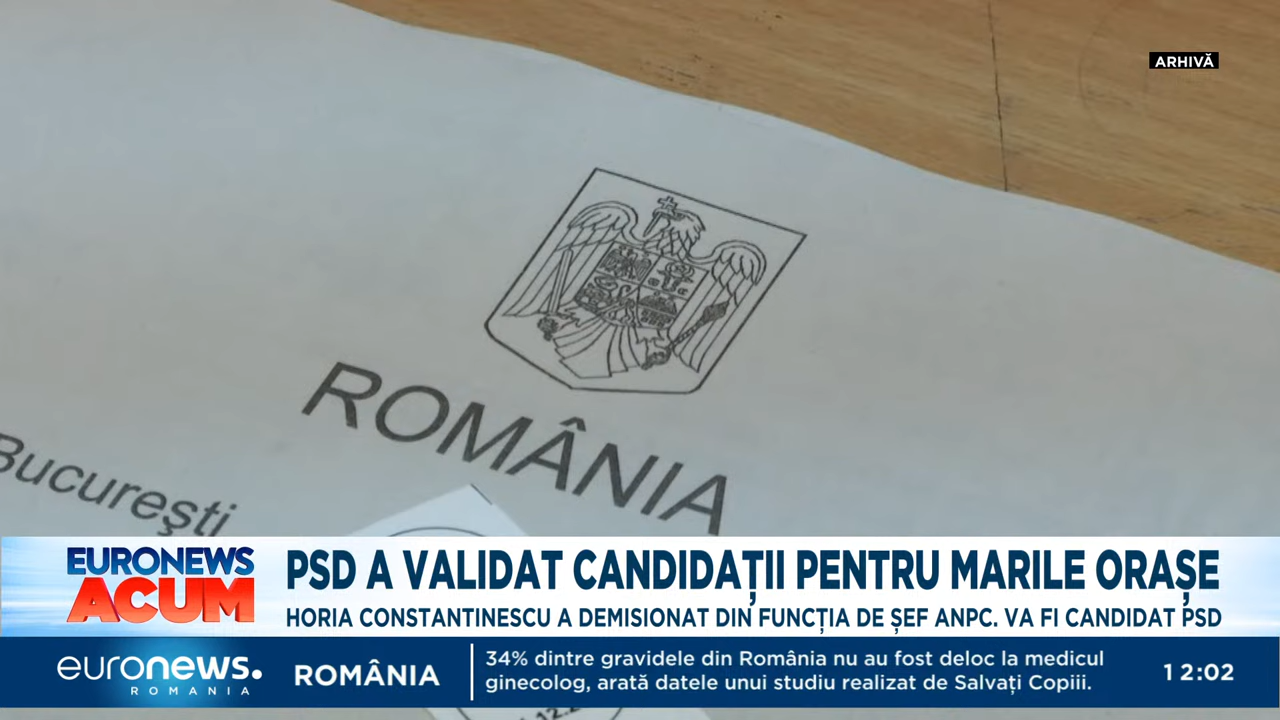 ARHIVĂ
ROMÂNIA
București
EURONEWS
ACUM
PSD A VALIDAT CANDIDAȚII PENTRU MARILE ORAȘE
HORIA CONSTANTINESCU A DEMISIONAT DIN FUNCȚIA DE ȘEF ANPC. VA FI CANDIDAT PSD
euronews.
ROMANIA
ROMÂNIA
34% dintre gravidele din România nu au fost deloc la medicul
ginecolog, arată datele unui studiu realizat de Salvați Copiii.
12:02